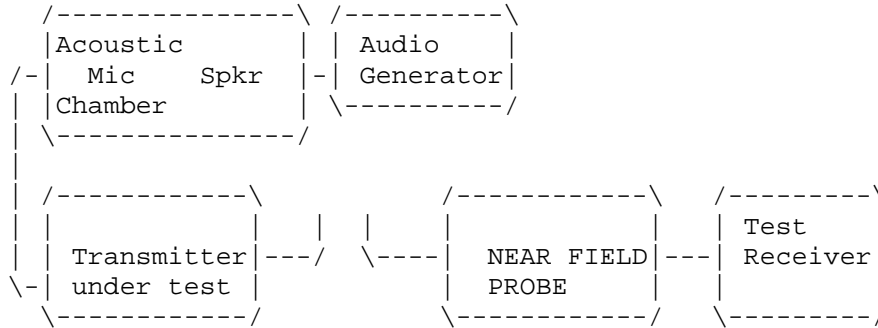 /---------------\ /----------\
  |Acoustic       | | Audio    |
/-|  Mic    Spkr  |-| Generator|
| |Chamber        | \----------/
| \---------------/
|
| /------------\            /------------\   /---------\
| |            |   |  |     |            |   | Test
| | Transmitter|---/  \----|  NEAR FIELD|---| Receiver
\-| under test |            |  PROBE     |   |
  \------------/            \------------/   \---------/